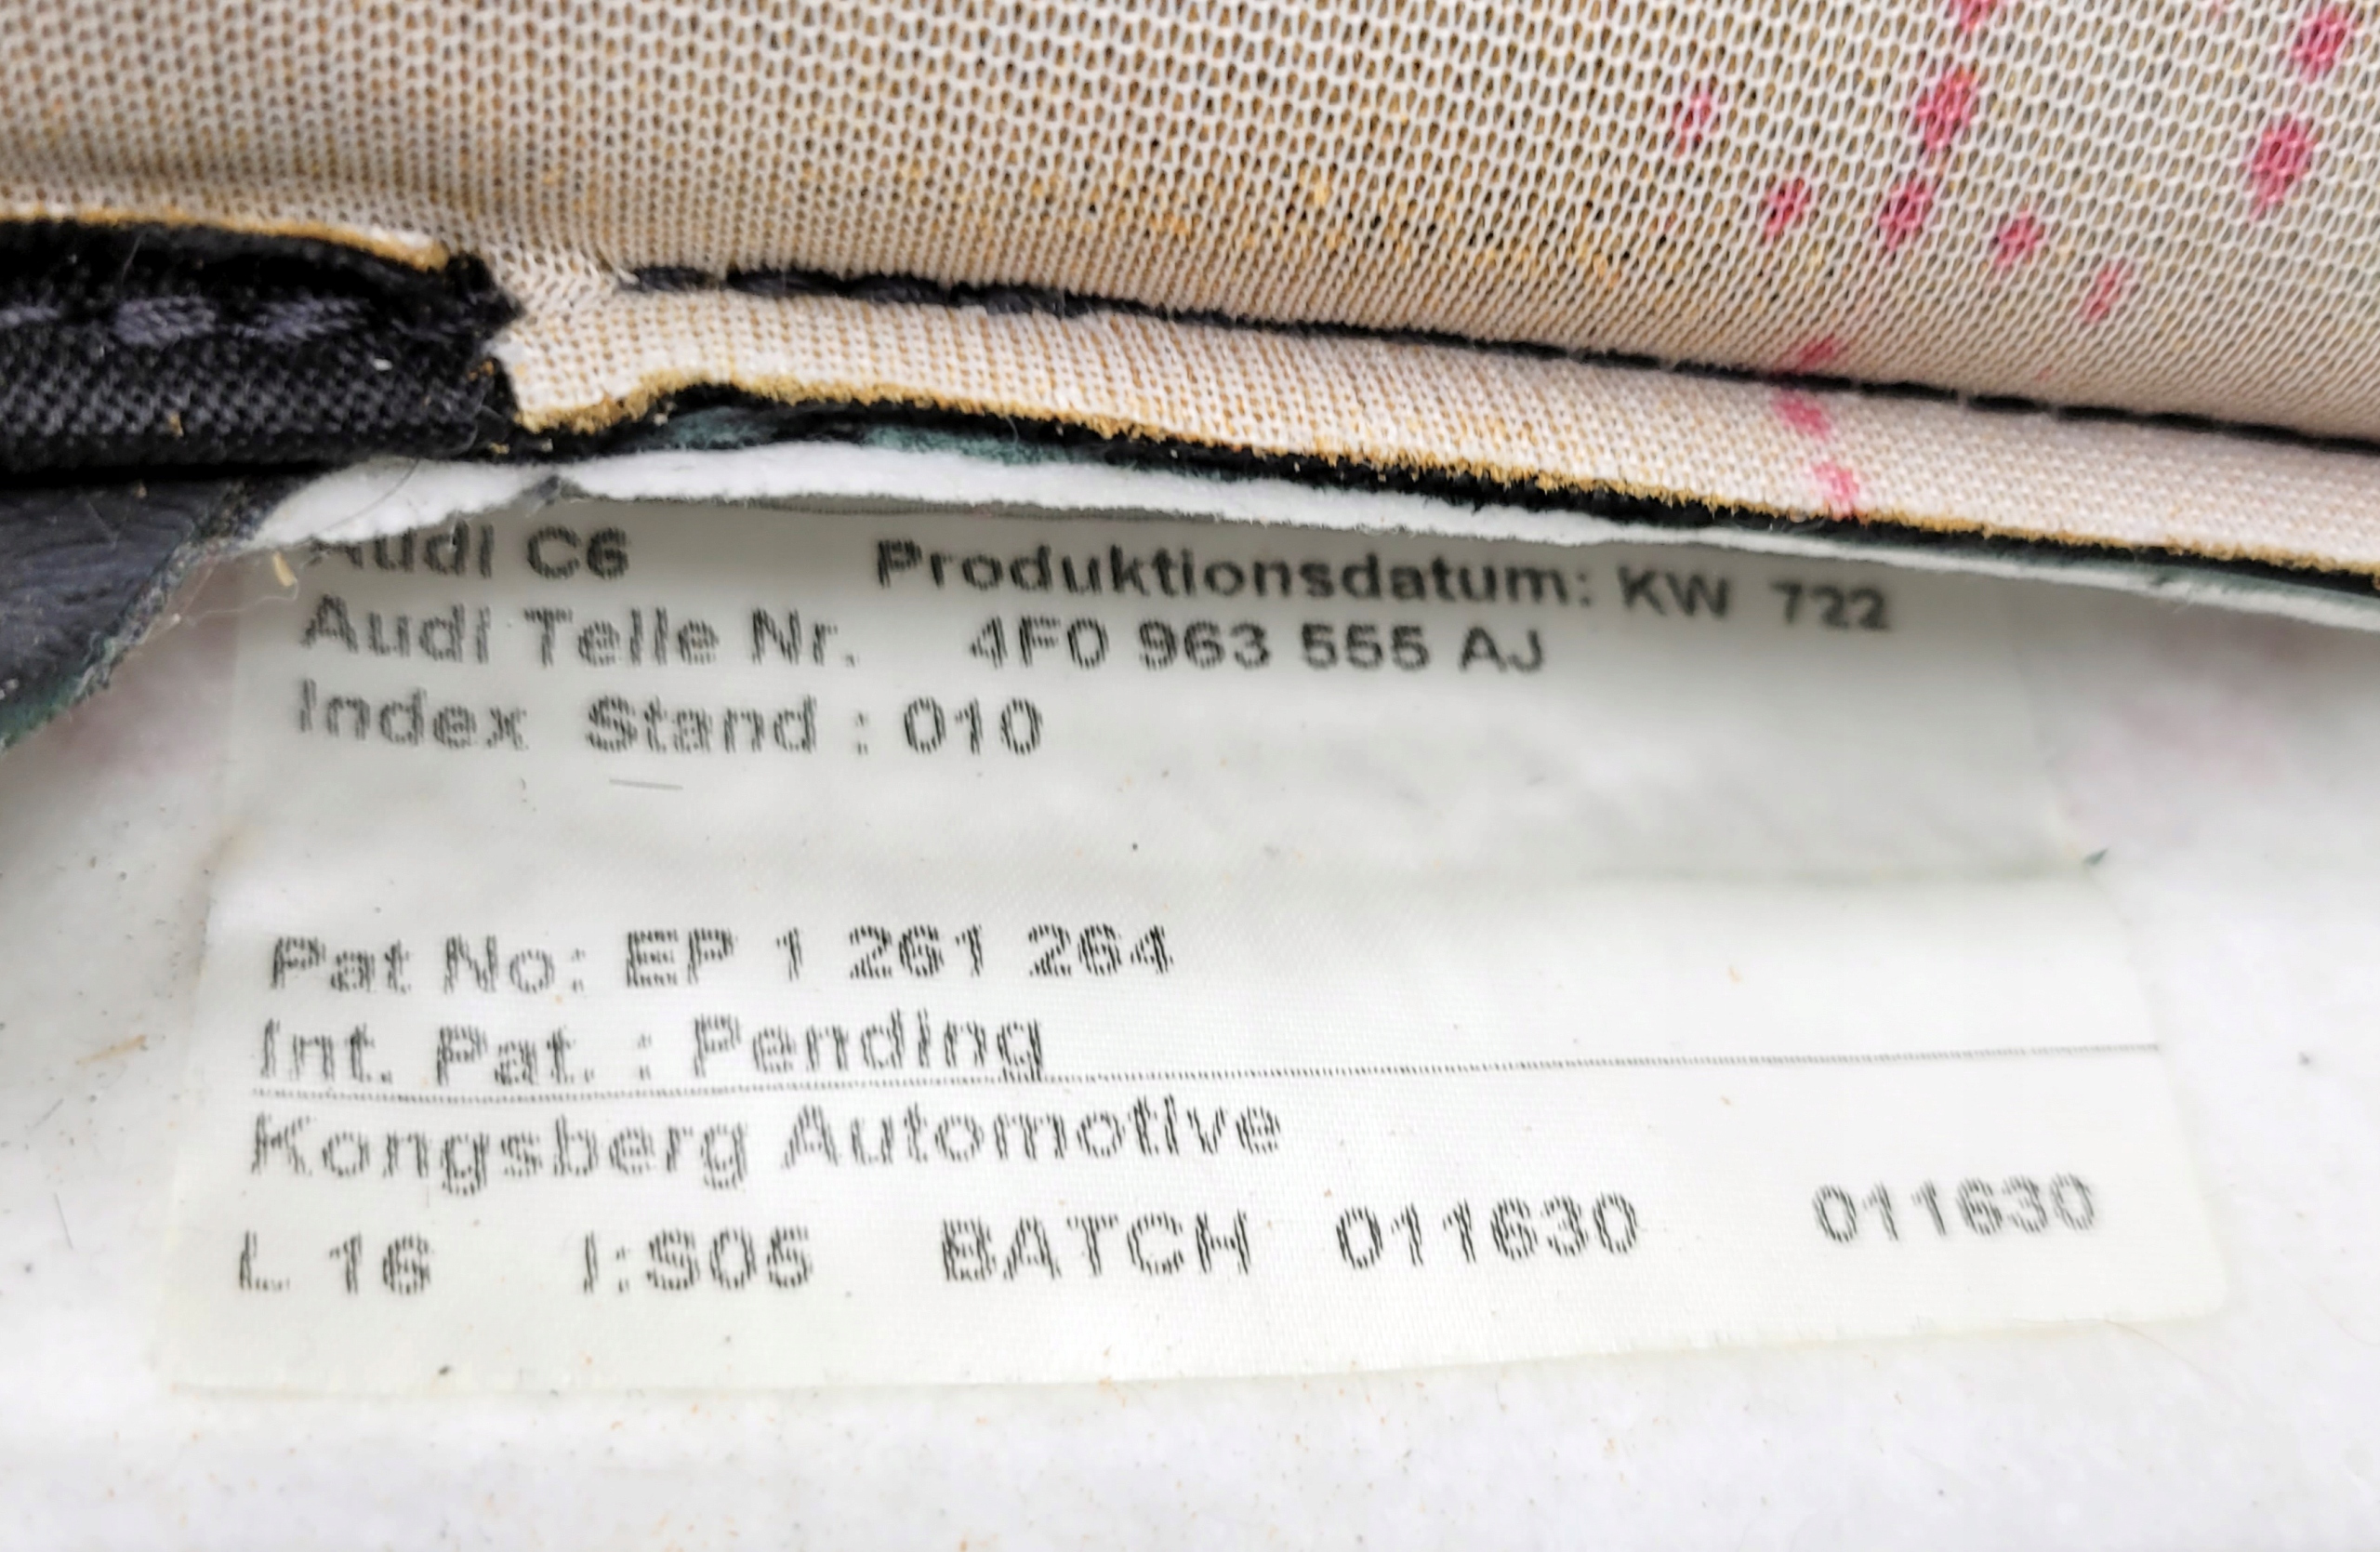 Audi C6 Produktionsdatum: KW 722
Audi Teile Nr. 4F0 963 555 AJ
Index Stand : 010
Pat No: EP 1 261 264
Int. Pat. : Pending
Kongsberg Automotive
L 16 I:S05 BATCH 011630 011630